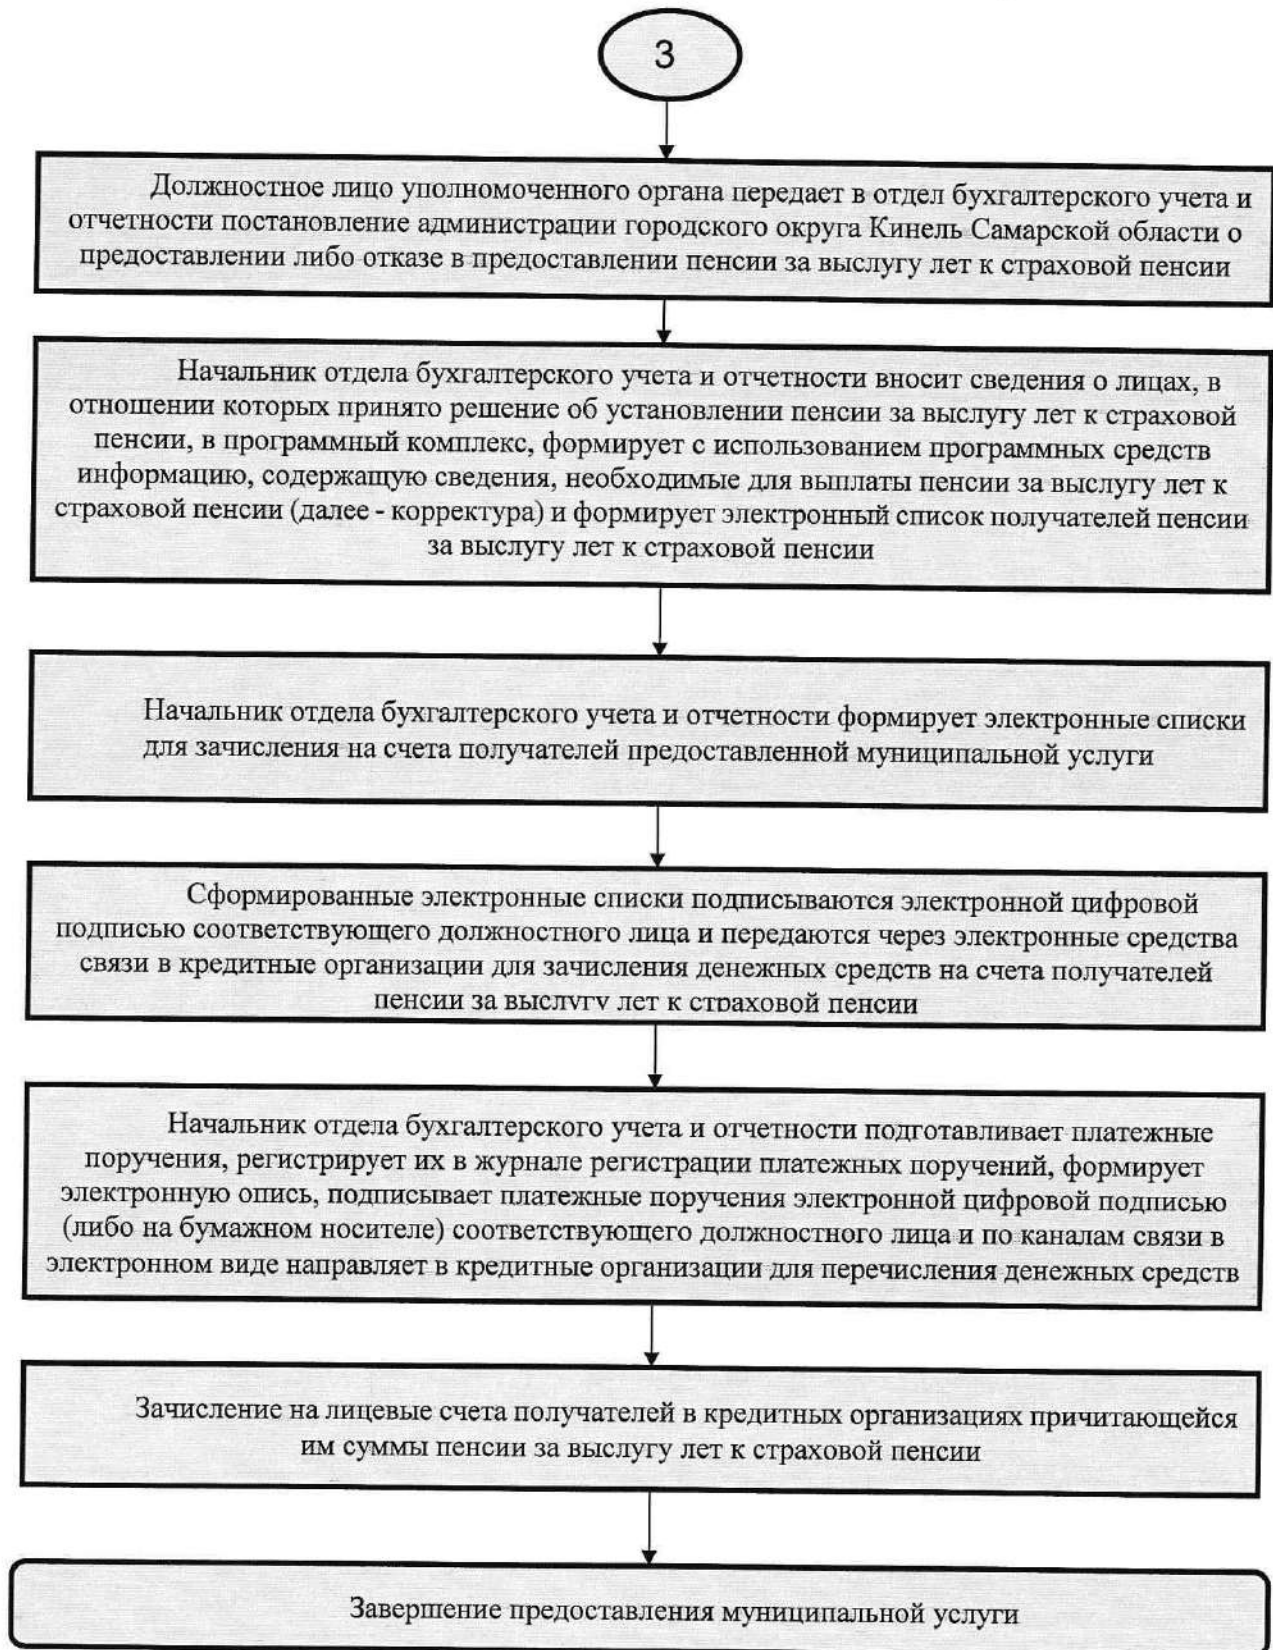 3
Должностное лицо уполномоченного органа передает в отдел бухгалтерского учета и
отчетности постановление администрации городского округа Кинель Самарской области о
предоставлении либо отказе в предоставлении пенсии за выслугу лет к страховой пенсии
Начальник отдела бухгалтерского учета и отчетности вносит сведения о лицах, в
отношении которых принято решение об установлении пенсии за выслугу лет к страховой
пенсии, в программный комплекс, формирует с использованием программных средств
информацию, содержащую сведения, необходимые для выплаты пенсии за выслугу лет к
страховой пенсии (далее - корректура) и формирует электронный список получателей пенсии
за выслугу лет к страховой пенсии
Начальник отдела бухгалтерского учета и отчетности формирует электронные списки
для зачисления на счета получателей предоставленной муниципальной услуги
Сформированные электронные списки подписываются электронной цифровой
подписью соответствующего должностного лица и передаются через электронные средства
связи в кредитные организации для зачисления денежных средств на счета получателей
пенсии за выслугу лет к страховой пенсии
Начальник отдела бухгалтерского учета и отчетности подготавливает платежные
поручения, регистрирует их в журнале регистрации платежных поручений, формирует
электронную опись, подписывает платежные поручения электронной цифровой подписью
(либо на бумажном носителе) соответствующего должностного лица и по каналам связи в
электронном виде направляет в кредитные организации для перечисления денежных средств
Зачисление на лицевые счета получателей в кредитных организациях причитающейся
им суммы пенсии за выслугу лет к страховой пенсии
Завершение предоставления муниципальной услуги